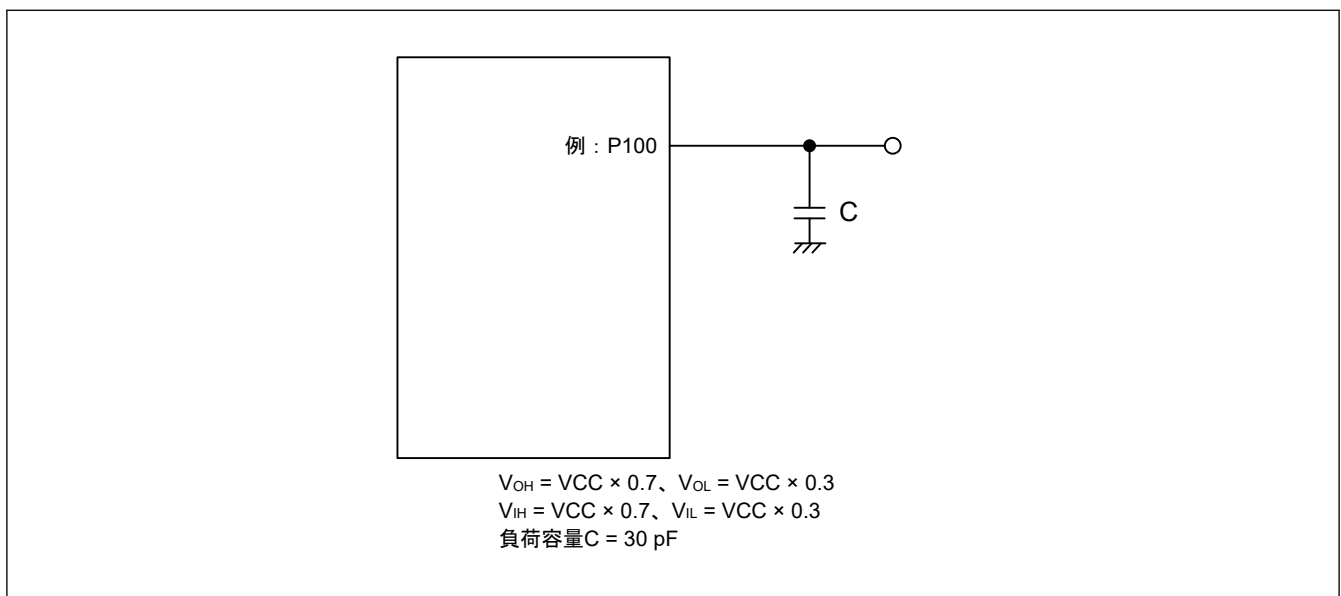 例：P100
C
VOH = VCC × 0.7、VOL = VCC × 0.3
VIH = VCC × 0.7、VIL = VCC × 0.3
負荷容量C = 30 pF